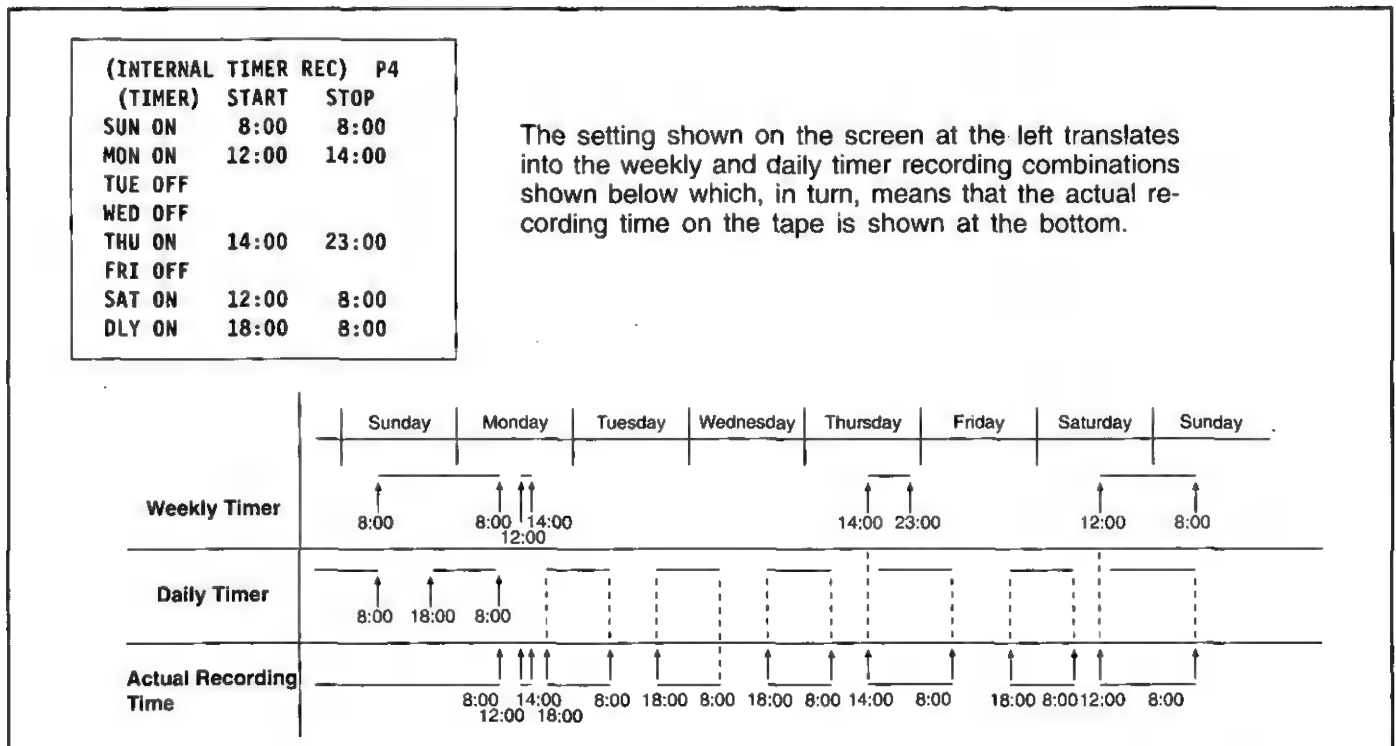 (INTERNAL TIMER REC) P4
(TIMER) START STOP
SUN ON 8:00 8:00
MON ON 12:00 14:00
TUE OFF
WED OFF
THU ON 14:00 23:00
FRI OFF
SAT ON 12:00 8:00
DLY ON 18:00 8:00
The setting shown on the screen at the left translates
into the weekly and daily timer recording combinations
shown below which, in turn, means that the actual re-
cording time on the tape is shown at the bottom.
Sunday Monday Tuesday Wednesday Thursday Friday Saturday Sunday
Weekly Timer
8:00 8:00 14:00 14:00 23:00 12:00 8:00
12:00
Daily Timer
8:00 18:00 8:00
Actual Recording
Time
8:00 14:00 8:00 18:00 8:00 18:00 8:00 14:00 8:00 18:00 8:00 12:00 8:00
12:00 18:00